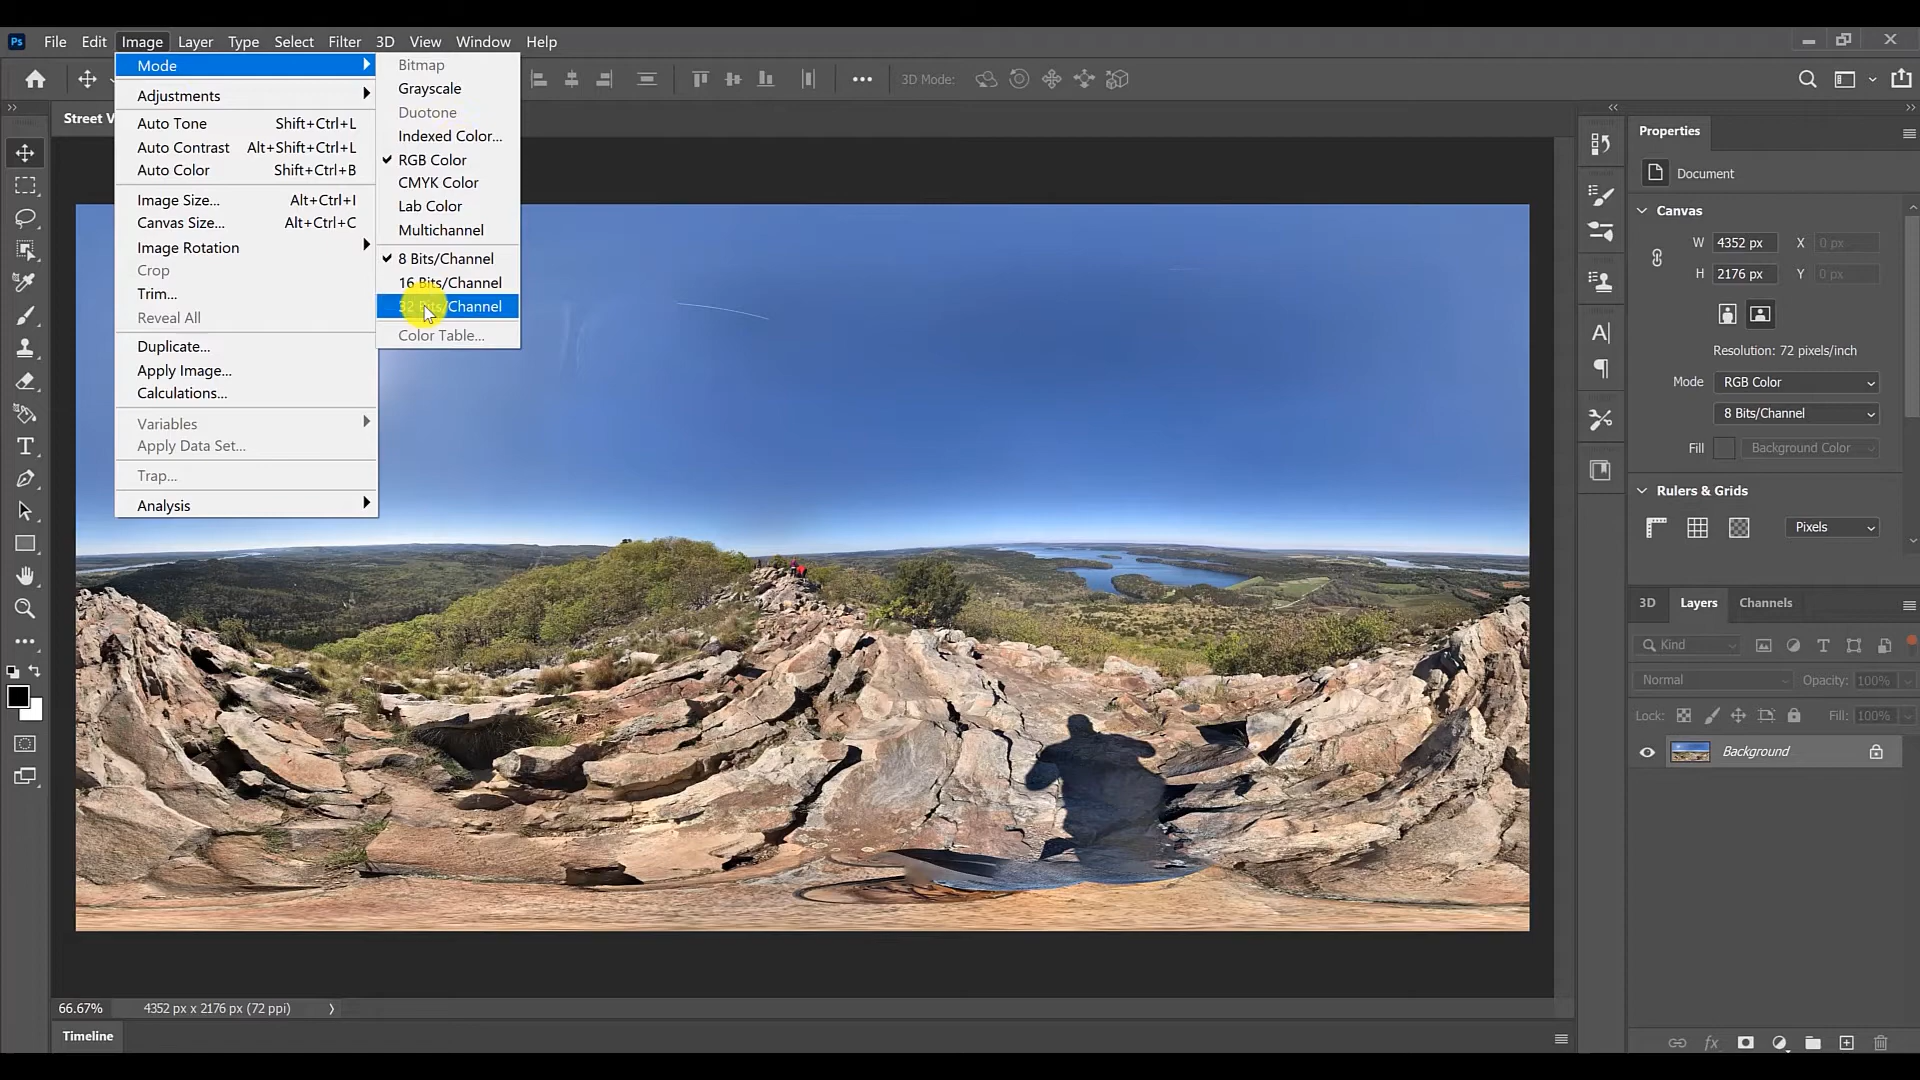 Ps File Edit Image Layer Type Select Filter 3D View Window Help
3D Mode:
Street V
Mode
Adjustments
Auto Tone Shift+Ctrl+L
Auto Contrast Alt+Shift+Ctrl+L
Auto Color Shift+Ctrl+B
Image Size... Alt+Ctrl+I
Canvas Size... Alt+Ctrl+C
Image Rotation
Crop
Trim...
Reveal All
Duplicate...
Apply Image...
Calculations...
Variables
Apply Data Set...
Trap...
Analysis
Bitmap
Grayscale
Duotone
Indexed Color...
RGB Color
CMYK Color
Lab Color
Multichannel
8 Bits/Channel
16 Bits/Channel
32 Bits/Channel
Color Table...
Properties
Document
Canvas
W 4352 px X 0 px
H 2176 px Y 0 px
Resolution: 72 pixels/inch
Mode RGB Color
8 Bits/Channel
Fill Background Color
Rulers & Grids
Pixels
3D Layers Channels
Kind
Normal Opacity: 100%
Lock: Fill: 100%
Background
fx
66.67% 4352 px x 2176 px (72 ppi)
Timeline